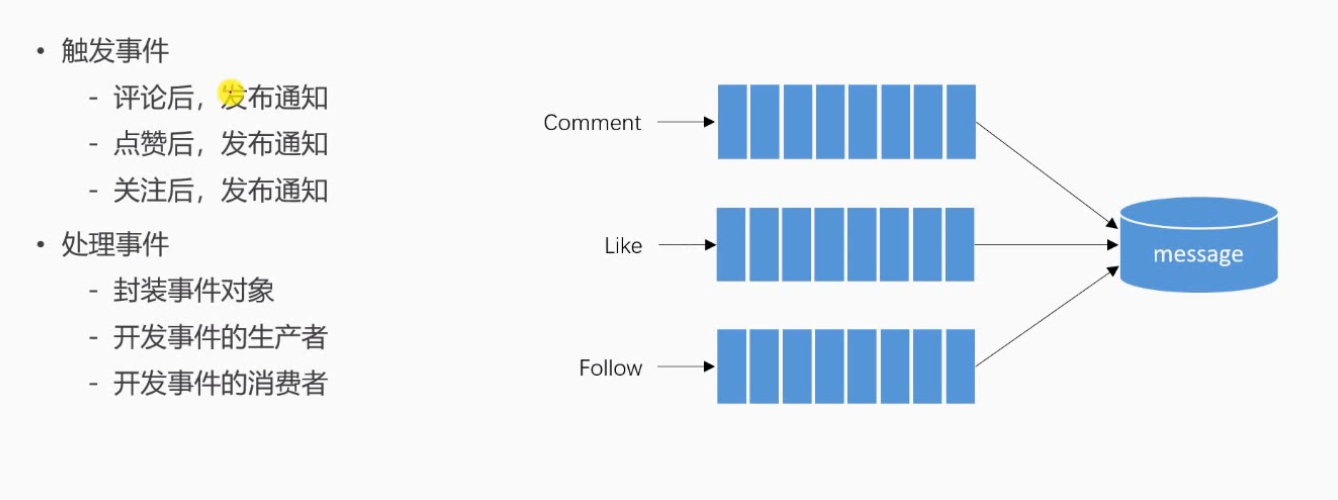 • 触发事件
- 评论后，发布通知
- 点赞后，发布通知
- 关注后，发布通知
• 处理事件
- 封装事件对象
- 开发事件的生产者
- 开发事件的消费者
Comment
Like
Follow
message